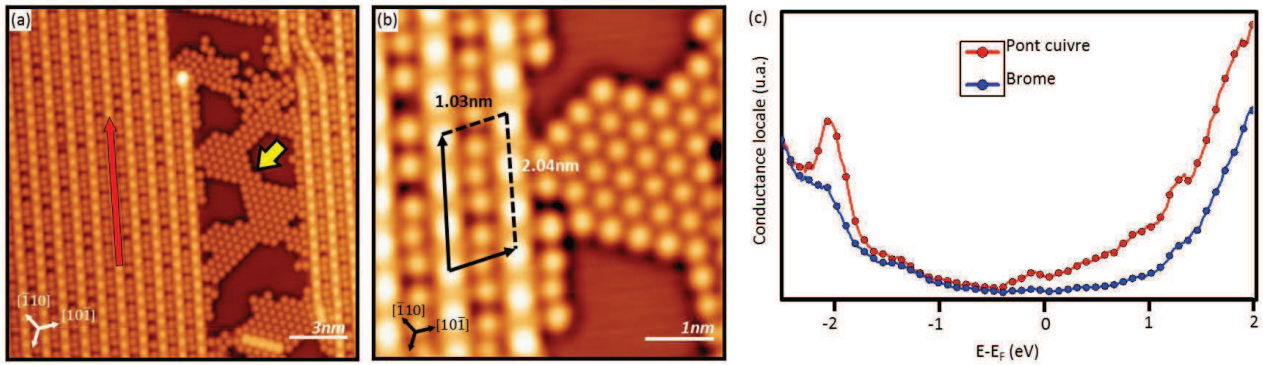 (a)
[1̄10]
[101̄]
3nm
(b)
1.03nm
2.04nm
[1̄10]
[101̄]
1nm
(c)
Conductance locale (u.a.)
Pont cuivre
Brome
-2
-1
0
1
2
E-E_F (eV)